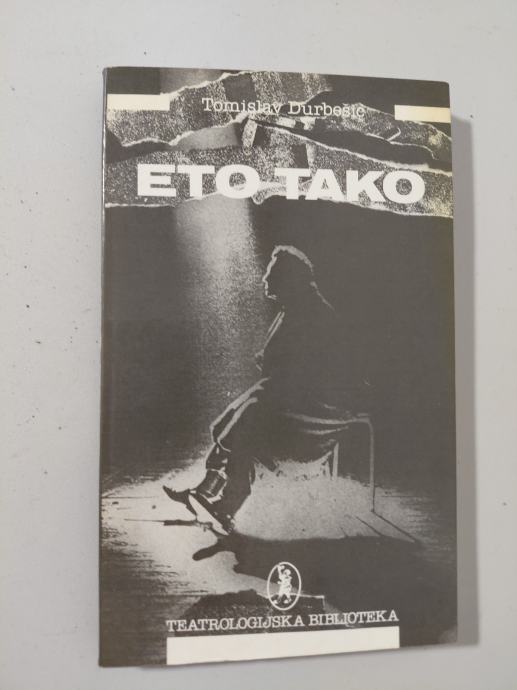 Tomislav Durbešić
ETO TAKO
TEATROLOGIJSKA BIBLIOTEKA